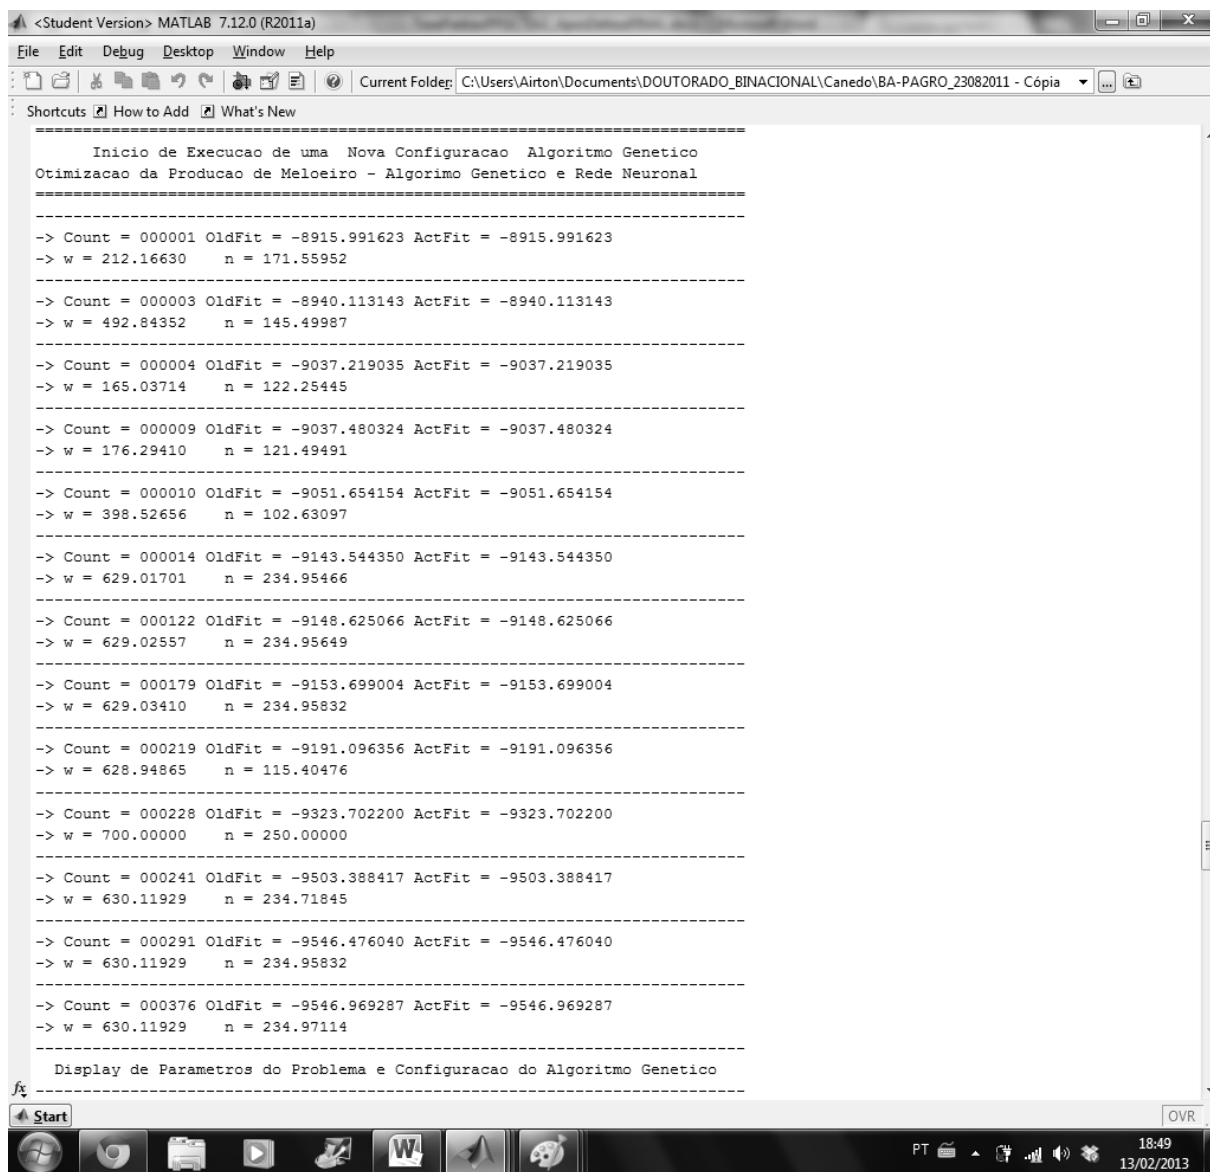 <Student Version> MATLAB 7.12.0 (R2011a)
File Edit Debug Desktop Window Help
Current Folder: C:\Users\Airton\Documents\DOUTORADO_BINACIONAL\Canedo\BA-PAGRO_23082011 - Cópia
Shortcuts How to Add What's New
======================================================================
Inicio de Execucao de uma Nova Configuracao Algoritmo Genetico
Otimizacao da Producao de Meloeiro - Algorimo Genetico e Rede Neuronal
======================================================================
----------------------------------------------------------------------
-> Count = 000001 OldFit = -8915.991623 ActFit = -8915.991623
-> w = 212.16630 n = 171.55952
----------------------------------------------------------------------
-> Count = 000003 OldFit = -8940.113143 ActFit = -8940.113143
-> w = 492.84352 n = 145.49987
----------------------------------------------------------------------
-> Count = 000004 OldFit = -9037.219035 ActFit = -9037.219035
-> w = 165.03714 n = 122.25445
----------------------------------------------------------------------
-> Count = 000009 OldFit = -9037.480324 ActFit = -9037.480324
-> w = 176.29410 n = 121.49491
----------------------------------------------------------------------
-> Count = 000010 OldFit = -9051.654154 ActFit = -9051.654154
-> w = 398.52656 n = 102.63097
----------------------------------------------------------------------
-> Count = 000014 OldFit = -9143.544350 ActFit = -9143.544350
-> w = 629.01701 n = 234.95466
----------------------------------------------------------------------
-> Count = 000122 OldFit = -9148.625066 ActFit = -9148.625066
-> w = 629.02557 n = 234.95649
----------------------------------------------------------------------
-> Count = 000179 OldFit = -9153.699004 ActFit = -9153.699004
-> w = 629.03410 n = 234.95832
----------------------------------------------------------------------
-> Count = 000219 OldFit = -9191.096356 ActFit = -9191.096356
-> w = 628.94865 n = 115.40476
----------------------------------------------------------------------
-> Count = 000228 OldFit = -9323.702200 ActFit = -9323.702200
-> w = 700.00000 n = 250.00000
----------------------------------------------------------------------
-> Count = 000241 OldFit = -9503.388417 ActFit = -9503.388417
-> w = 630.11929 n = 234.71845
----------------------------------------------------------------------
-> Count = 000291 OldFit = -9546.476040 ActFit = -9546.476040
-> w = 630.11929 n = 234.95832
----------------------------------------------------------------------
-> Count = 000376 OldFit = -9546.969287 ActFit = -9546.969287
-> w = 630.11929 n = 234.97114
----------------------------------------------------------------------
Display de Parametros do Problema e Configuracao do Algoritmo Genetico
fx ----------------------------------------------------------------------
Start OVR
PT 18:49
13/02/2013